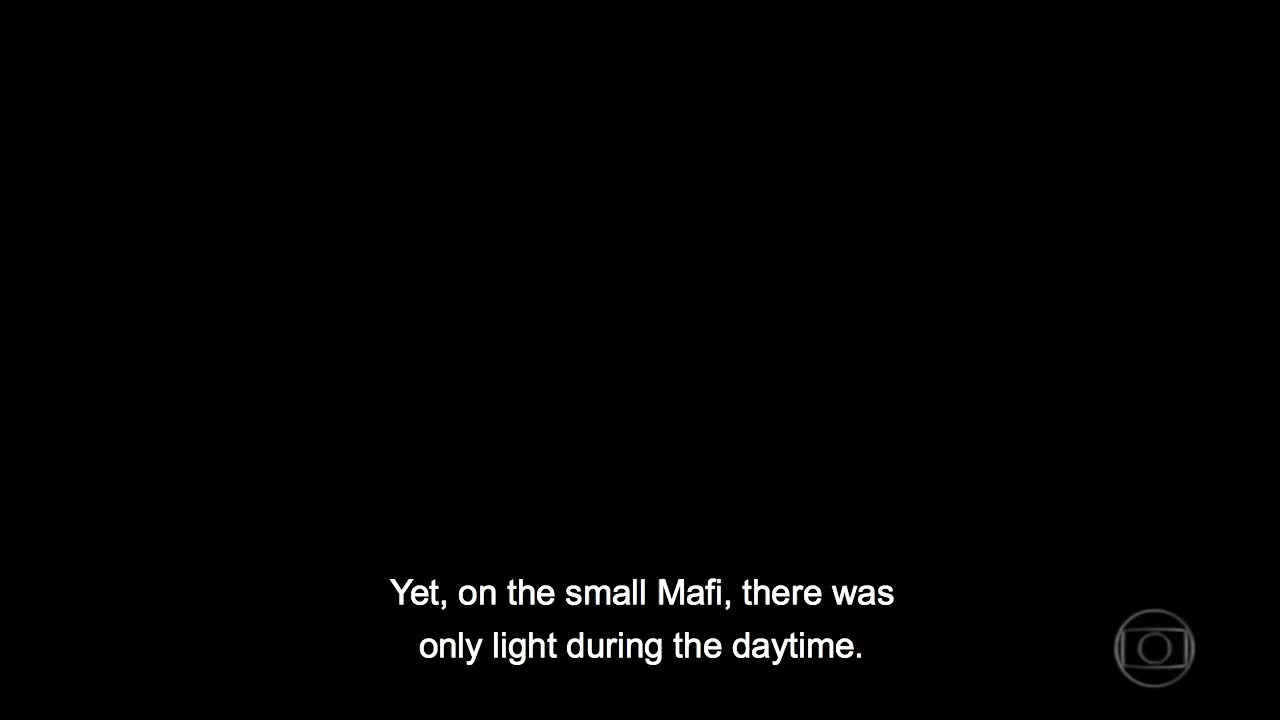 Yet, on the small Mafi, there was
only light during the daytime.